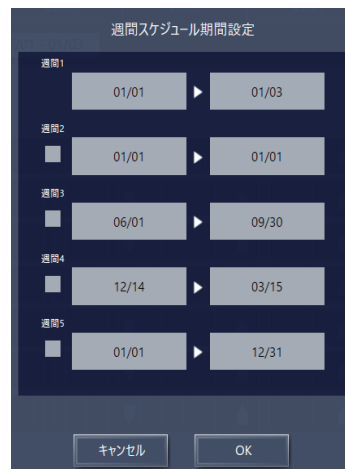 週間スケジュール期間設定
週間1
01/01 ▶ 01/03
週間2
01/01 ▶ 01/01
週間3
06/01 ▶ 09/30
週間4
12/14 ▶ 03/15
週間5
01/01 ▶ 12/31
キャンセル OK